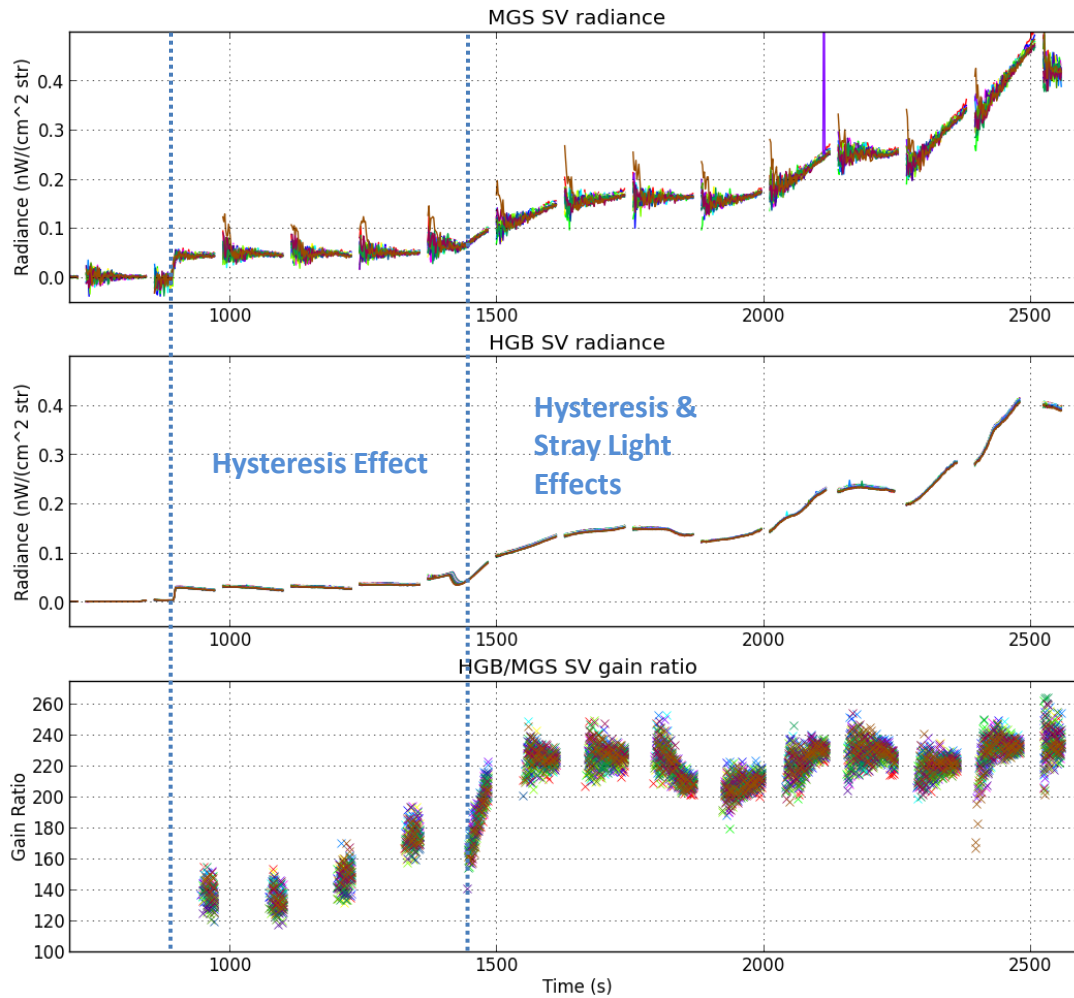 MGS SV radiance
Radiance (nW/(cm^2 str)
0.4
0.3
0.2
0.1
0.0
1000 1500 2000 2500
HGB SV radiance
Radiance (nW/(cm^2 str)
0.4
0.3
0.2
0.1
0.0
Hysteresis Effect
Hysteresis &
Stray Light
Effects
1000 1500 2000 2500
HGB/MGS SV gain ratio
Gain Ratio
260
240
220
200
180
160
140
120
100
1000 1500 2000 2500
Time (s)